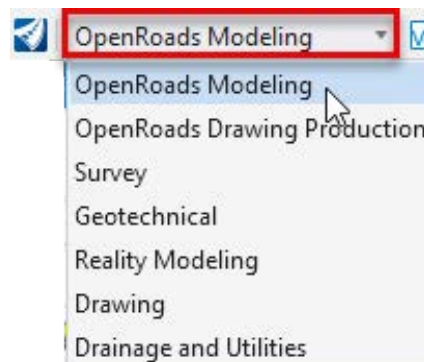 OpenRoads Modeling
OpenRoads Modeling
OpenRoads Drawing Production
Survey
Geotechnical
Reality Modeling
Drawing
Drainage and Utilities